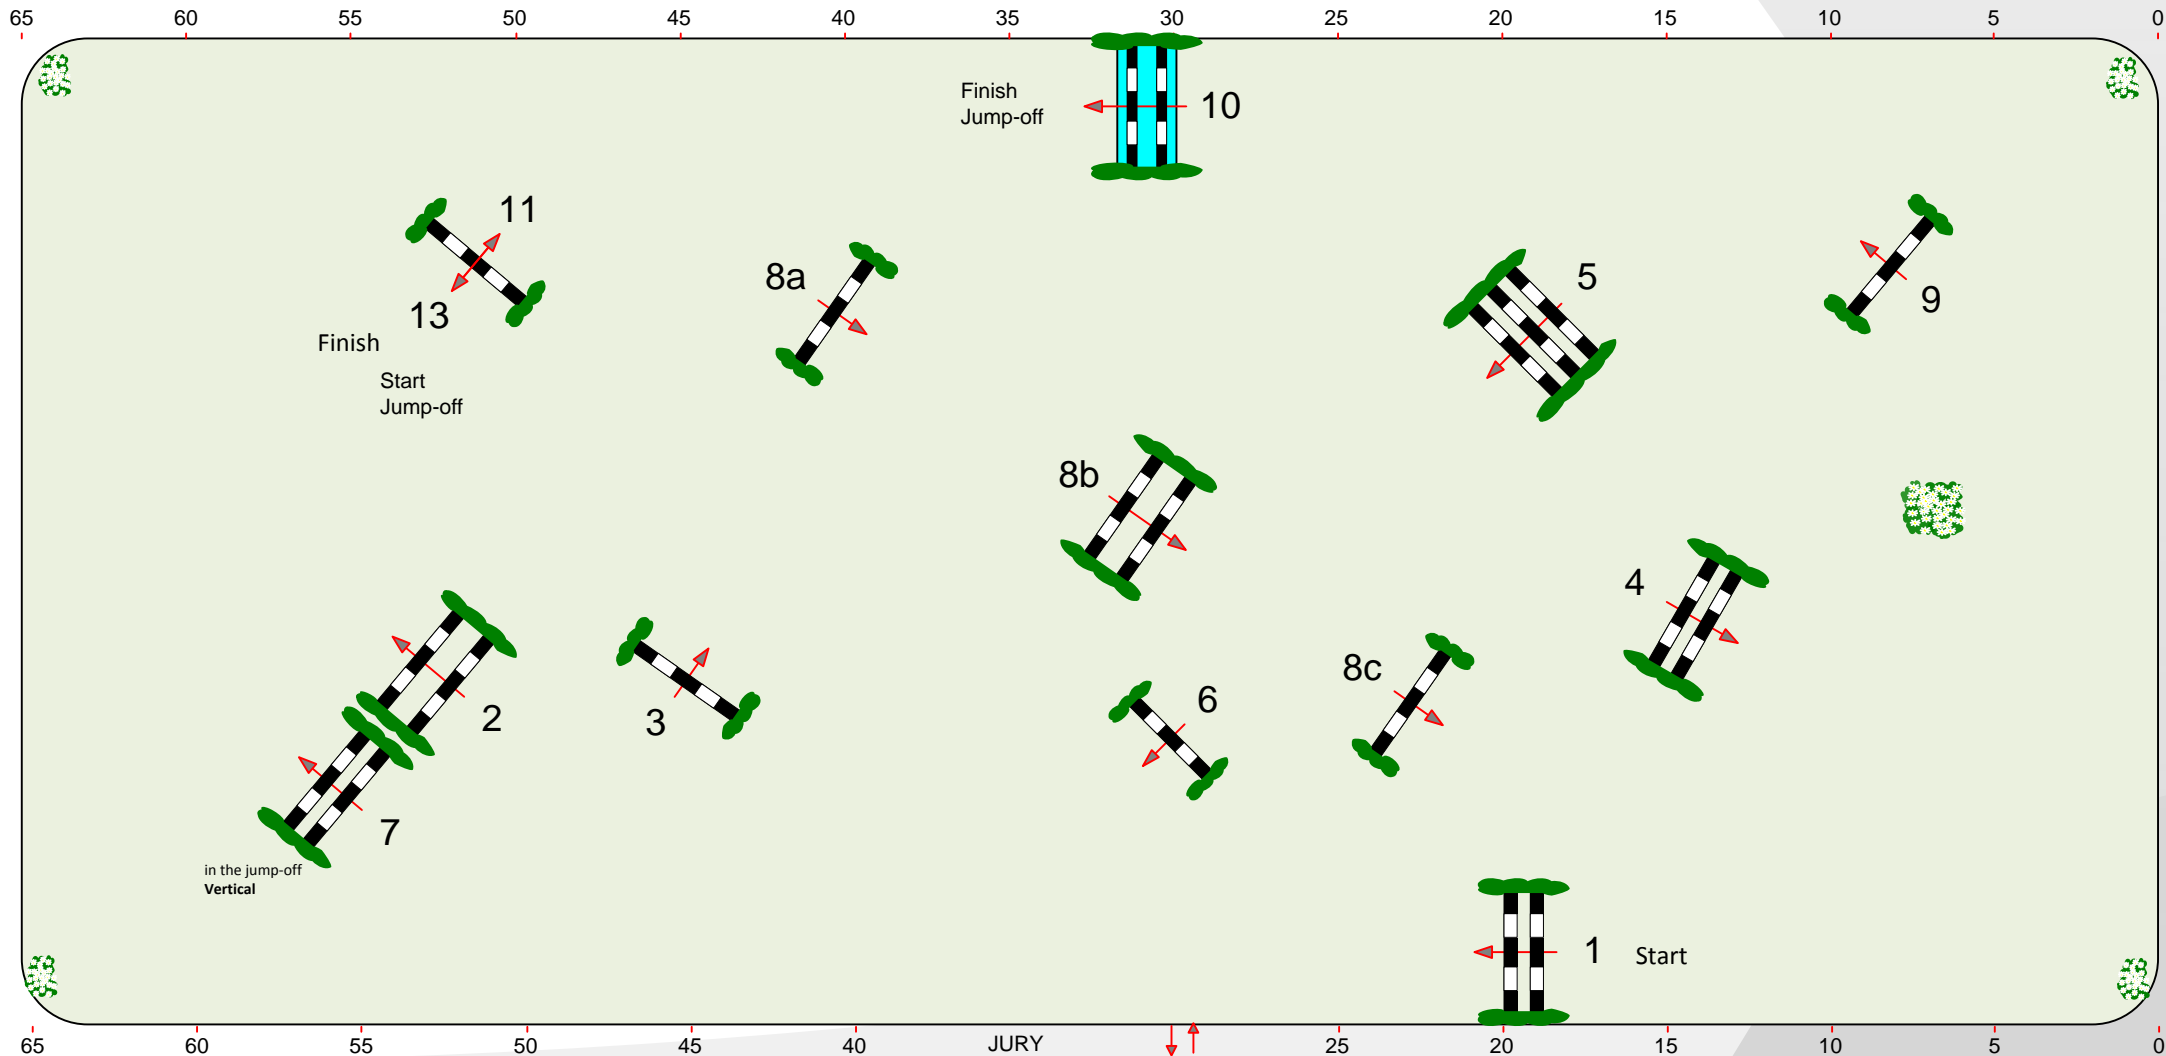 65 60 55 50 45 40 35 30 25 20 15 10 5 0
Finish
Jump-off
10
11
8a
5
9
13
Finish
Start
Jump-off
8b
4
8c
6
2
3
7
in the jump-off
Vertical
1 Start
65 60 55 50 45 40 JURY 25 20 15 10 5 0